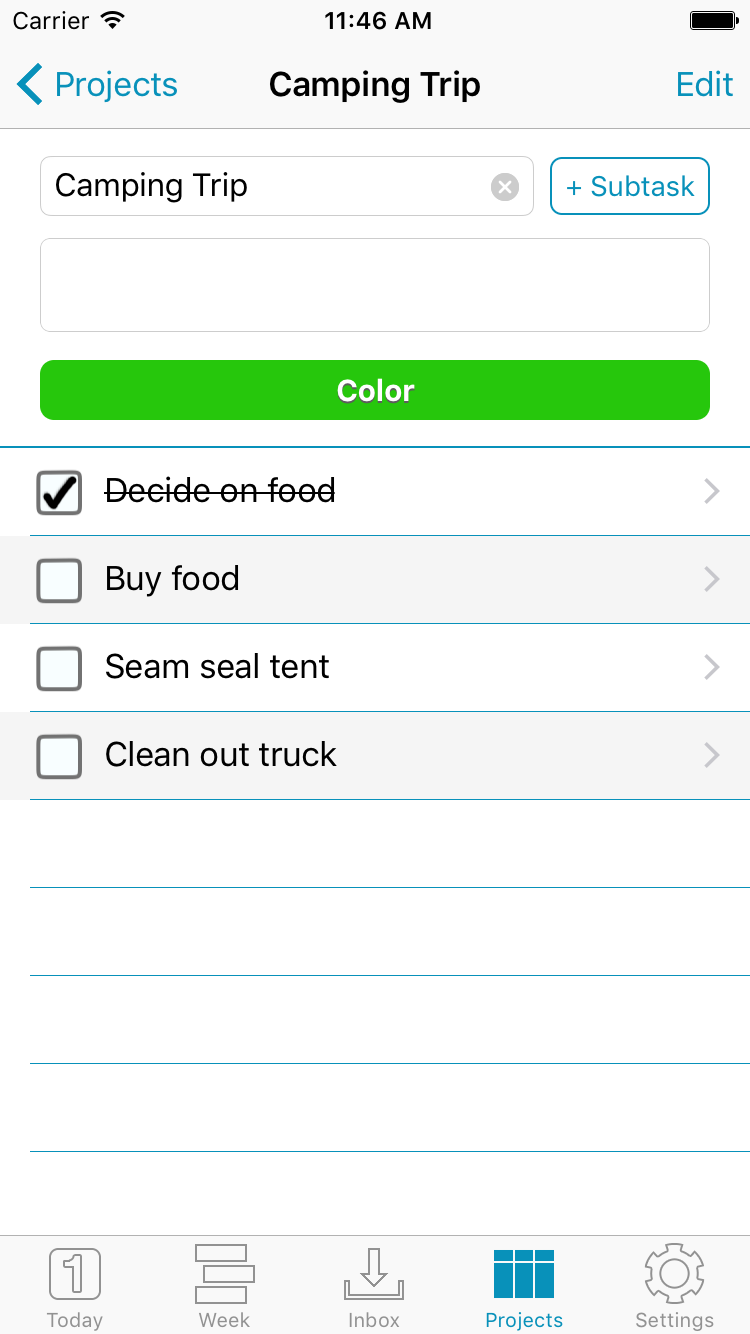 Carrier 11:46 AM
Projects Camping Trip Edit
Camping Trip + Subtask
Color
Decide on food
Buy food
Seam seal tent
Clean out truck
1
Today Week Inbox Projects Settings